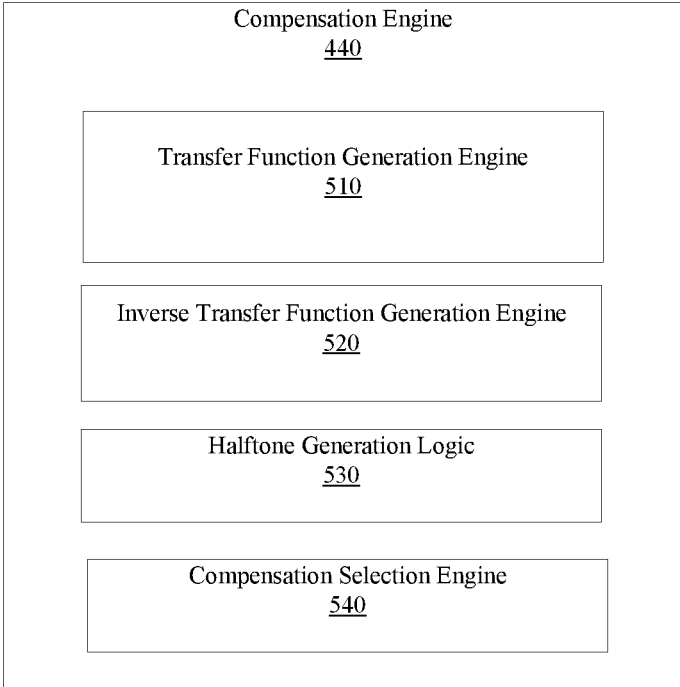 Compensation Engine
440
Transfer Function Generation Engine
510
Inverse Transfer Function Generation Engine
520
Halftone Generation Logic
530
Compensation Selection Engine
540